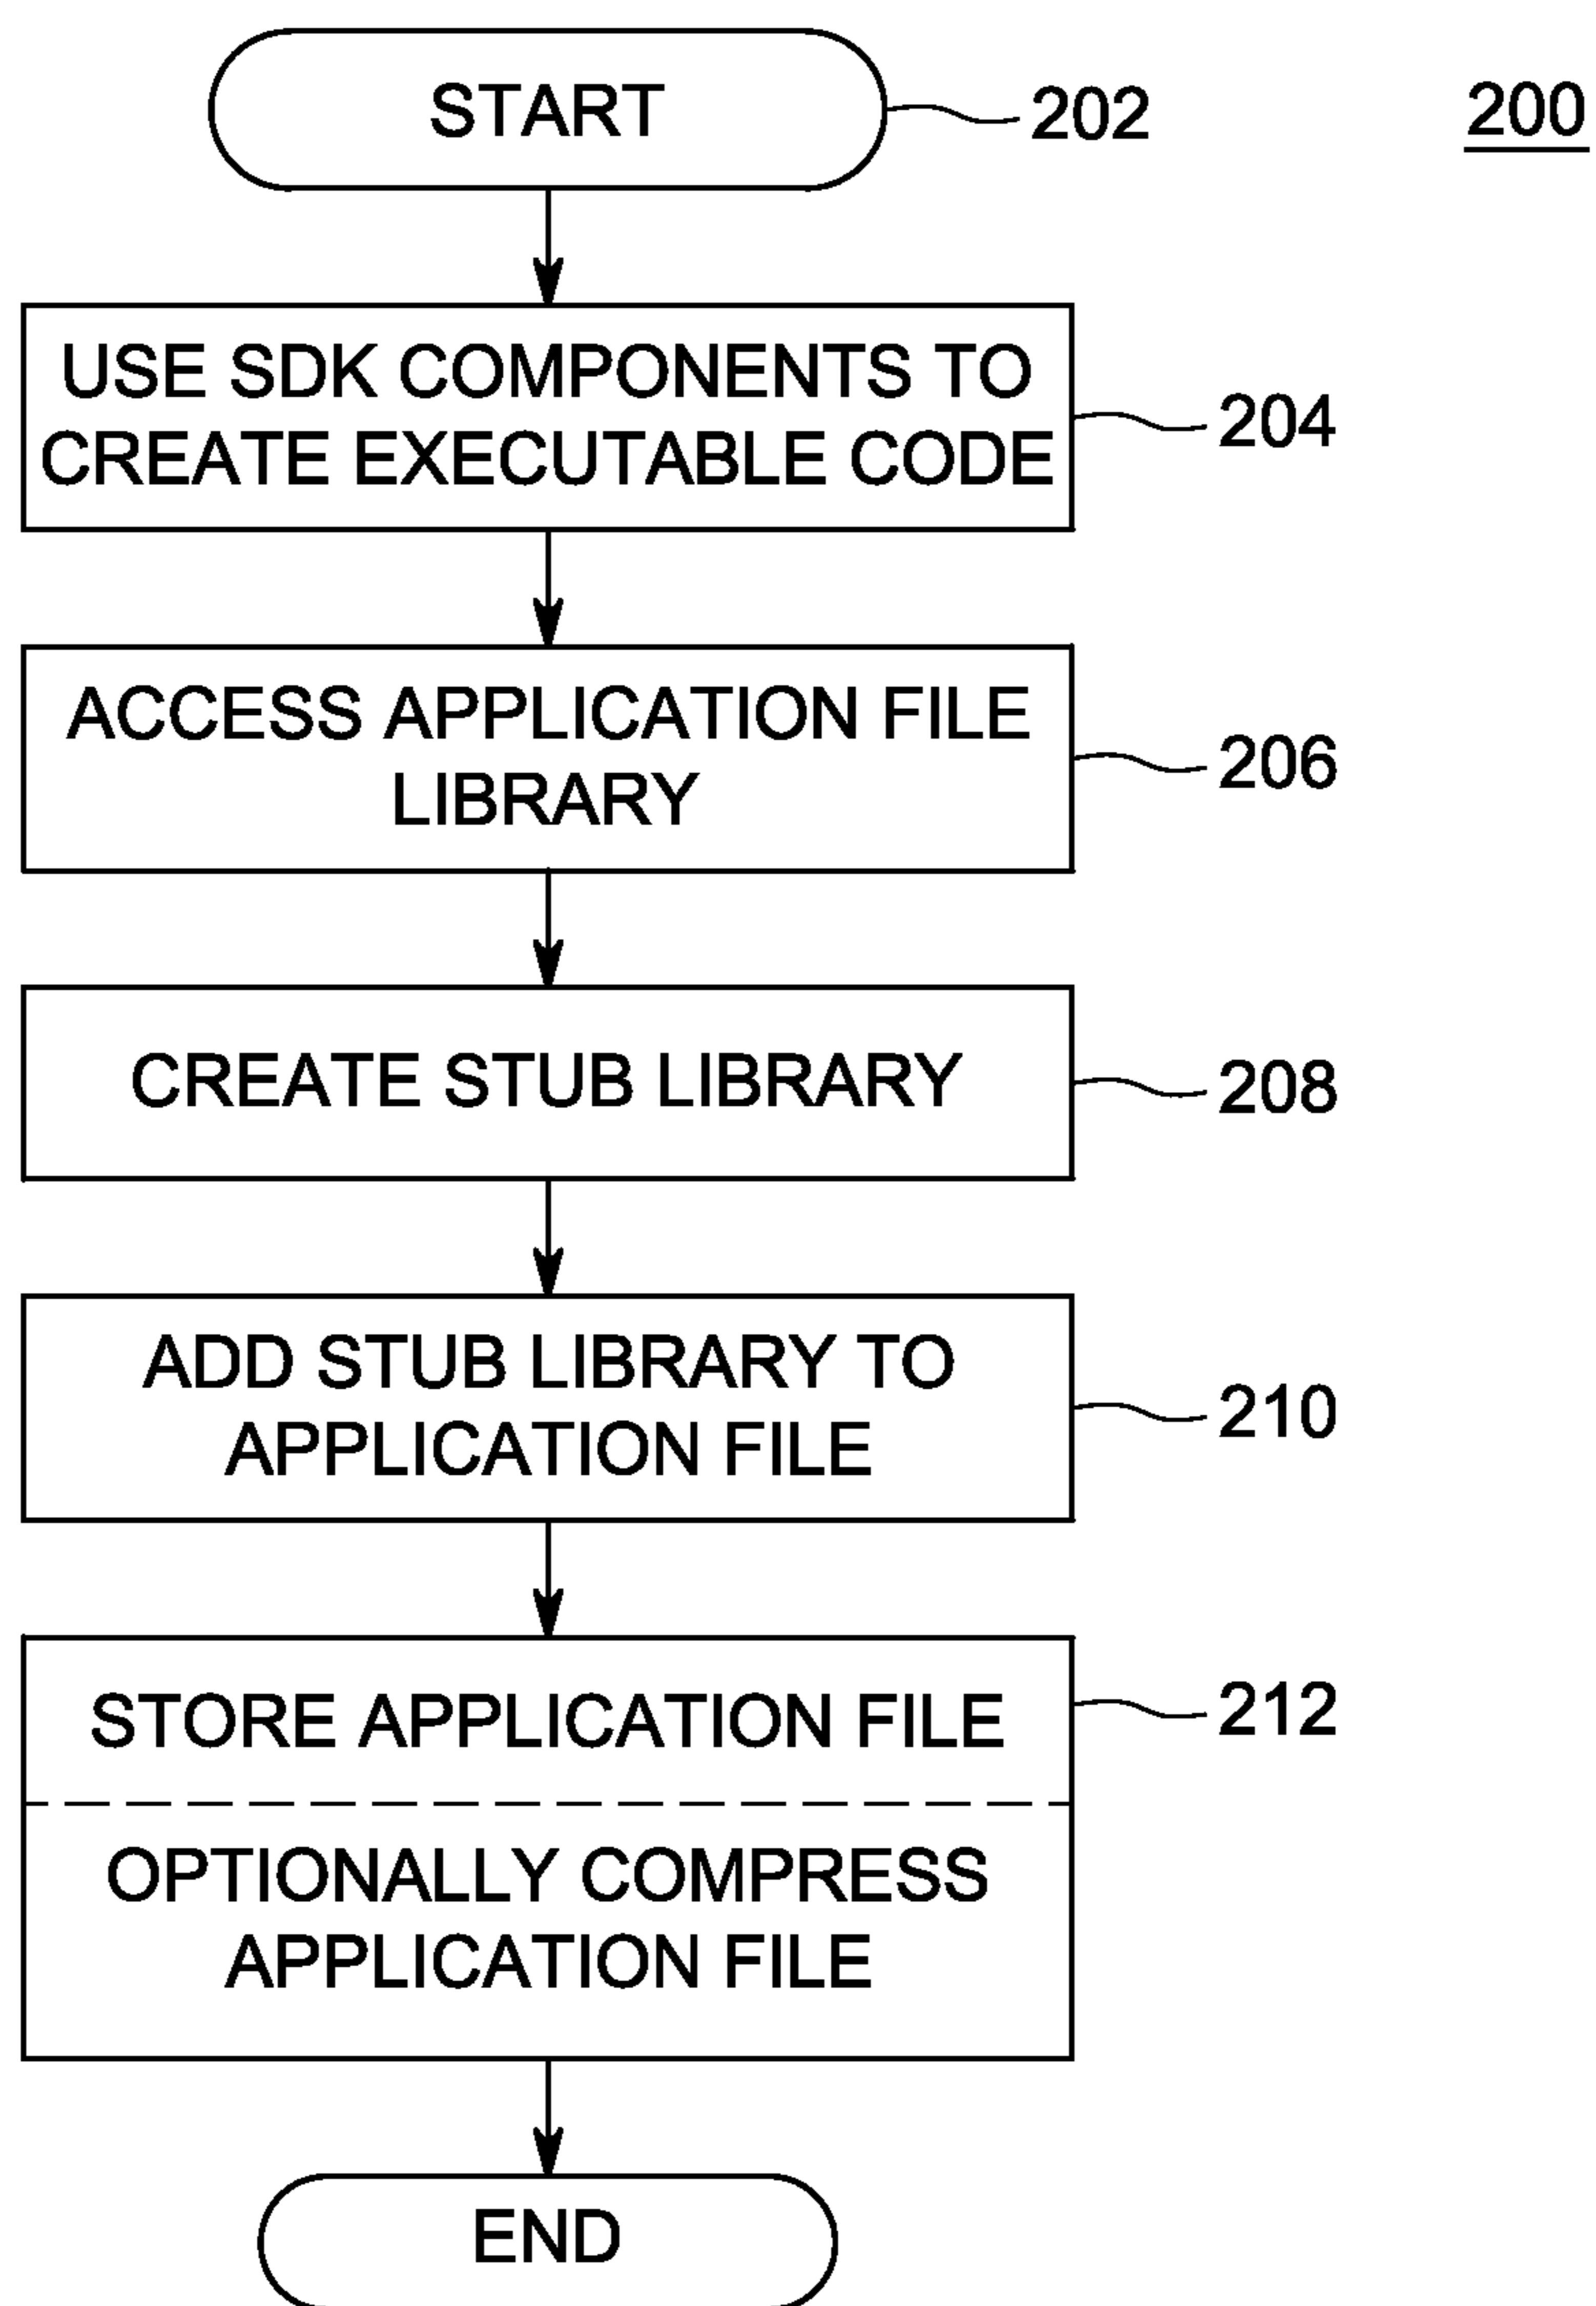 START
202
200
USE SDK COMPONENTS TO
CREATE EXECUTABLE CODE
204
ACCESS APPLICATION FILE
LIBRARY
206
CREATE STUB LIBRARY
208
ADD STUB LIBRARY TO
APPLICATION FILE
210
STORE APPLICATION FILE
212
OPTIONALLY COMPRESS
APPLICATION FILE
END